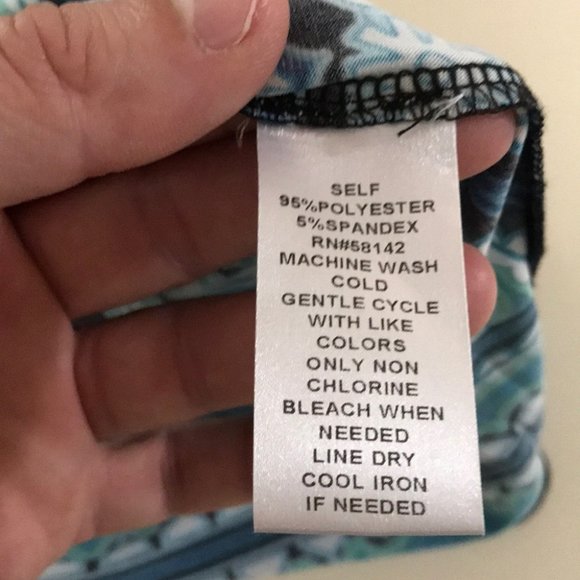 SELF
95%POLYESTER
5%SPANDEX
RN#58142
MACHINE WASH
COLD
GENTLE CYCLE
WITH LIKE
COLORS
ONLY NON
CHLORINE
BLEACH WHEN
NEEDED
LINE DRY
COOL IRON
IF NEEDED